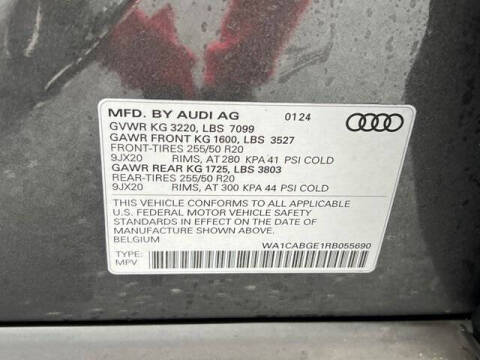 MFD. BY AUDI AG 01 24
GVWR KG 3220, LBS 7099
GAWR FRONT KG 1600, LBS 3527
FRONT-TIRES 255/50 R20
9JX20 RIMS, AT 280 KPA 41 PSI COLD
GAWR REAR KG 1725, LBS 3803
REAR-TIRES 255/50 R20
9JX20 RIMS, AT 300 KPA 44 PSI COLD
THIS VEHICLE CONFORMS TO ALL APPLICABLE
U.S. FEDERAL MOTOR VEHICLE SAFETY
STANDARDS IN EFFECT ON THE DATE OF
MANUFACTURE SHOWN ABOVE.
BELGIUM WA1CABGE1RB055690
TYPE:
MPV